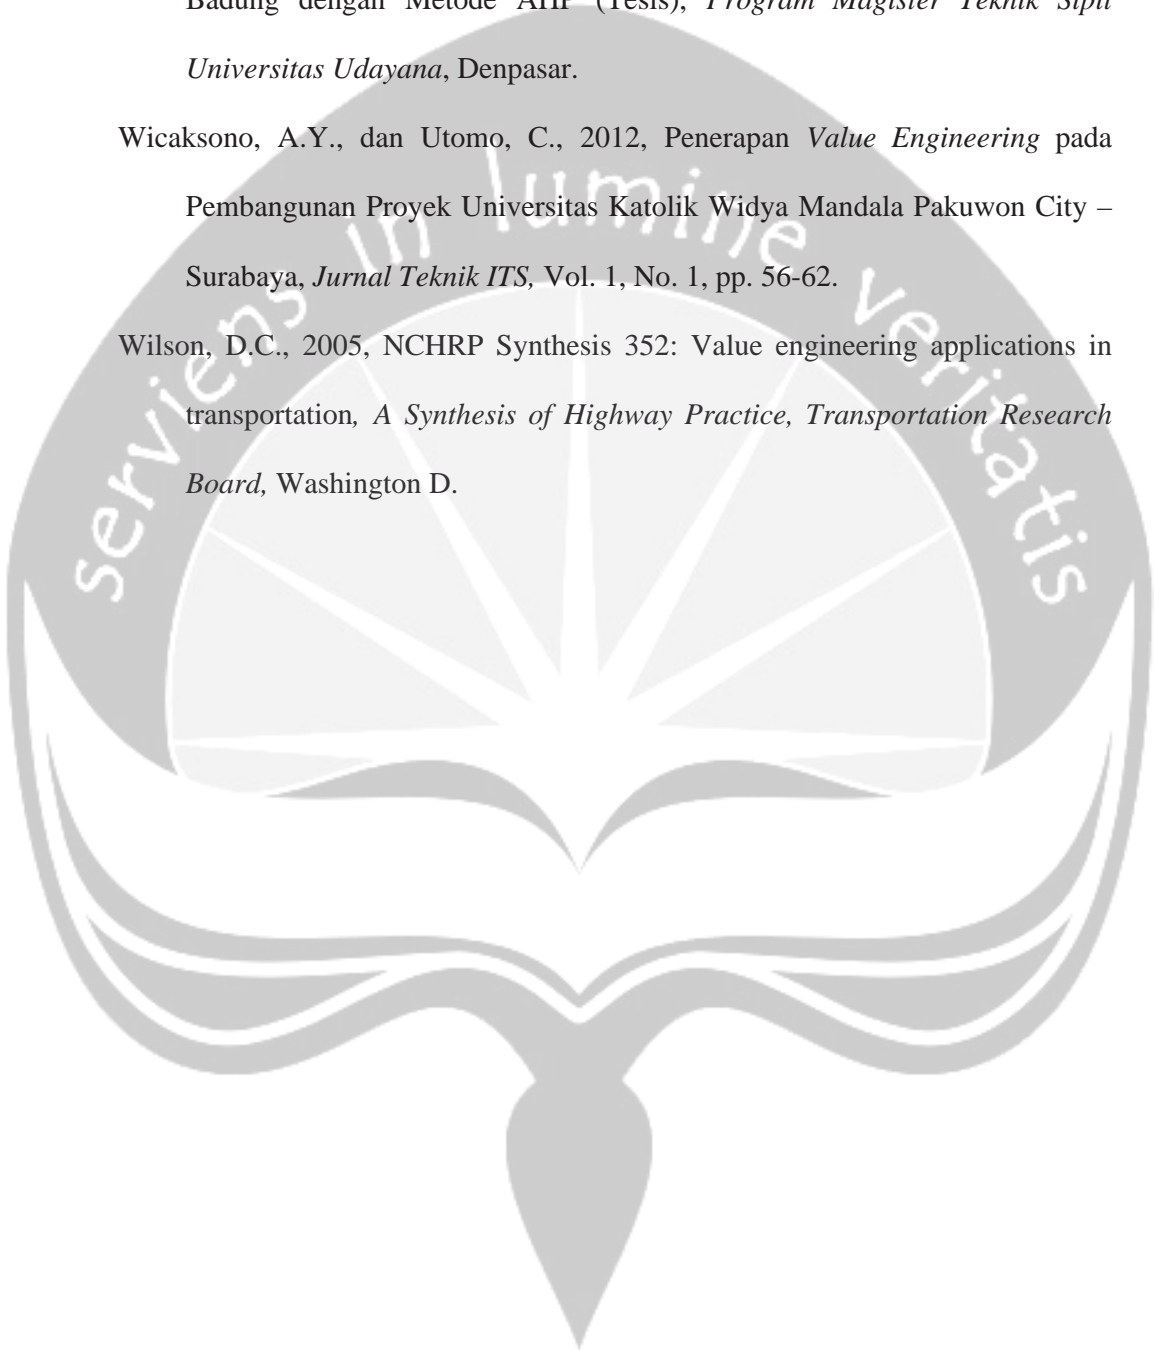 Badung dengan Metode AHP (Tesis), Program Magister Teknik Sipil
Universitas Udayana, Denpasar.
Wicaksono, A.Y., dan Utomo, C., 2012, Penerapan Value Engineering pada
Pembangunan Proyek Universitas Katolik Widya Mandala Pakuwon City –
Surabaya, Jurnal Teknik ITS, Vol. 1, No. 1, pp. 56-62.
Wilson, D.C., 2005, NCHRP Synthesis 352: Value engineering applications in
transportation, A Synthesis of Highway Practice, Transportation Research
Board, Washington D.
serviens in lumine veritatis